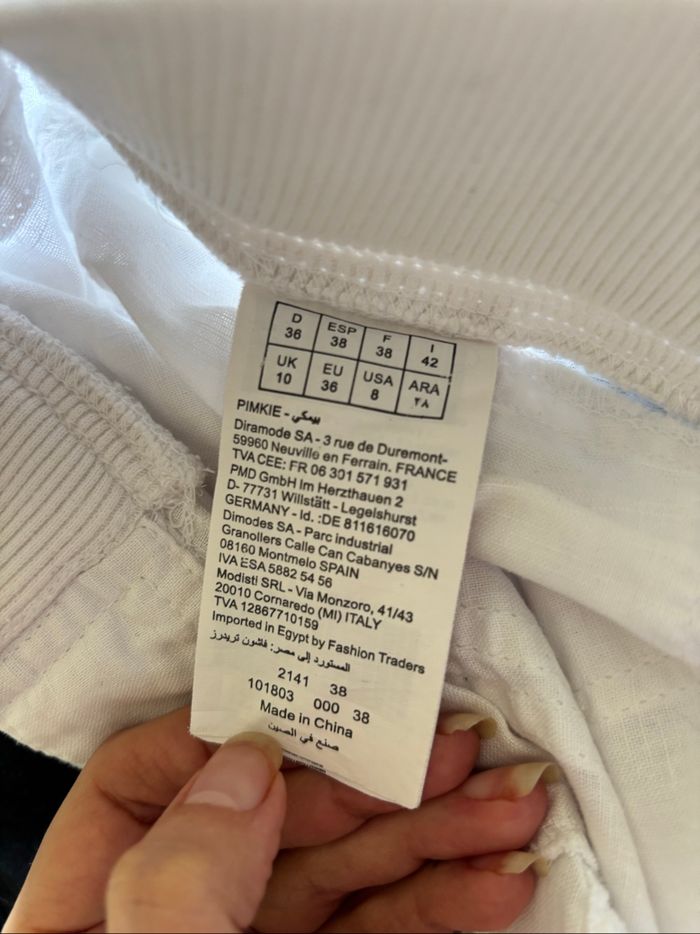 D 36 ESP 38 F 38 I 42
UK 10 EU 36 USA 8 ARA ٣٨
PIMKIE - بيمكي
Diramode SA - 3 rue de Duremont-
59960 Neuville en Ferrain. FRANCE
TVA CEE: FR 06 301 571 931
PMD GmbH Im Herzthauen 2
D- 77731 Willstätt - Legelshurst
GERMANY - Id. :DE 811616070
Dimodes SA - Parc industrial
Granollers Calle Can Cabanyes S/N
08160 Montmelo SPAIN
IVA ESA 5882 54 56
Modisti SRL - Via Monzoro, 41/43
20010 Cornaredo (MI) ITALY
TVA 12867710159
Imported in Egypt by Fashion Traders
المستورد إلي مصر: فاشون تريدرز
2141 38
101803 000 38
Made in China
صنع في الصين